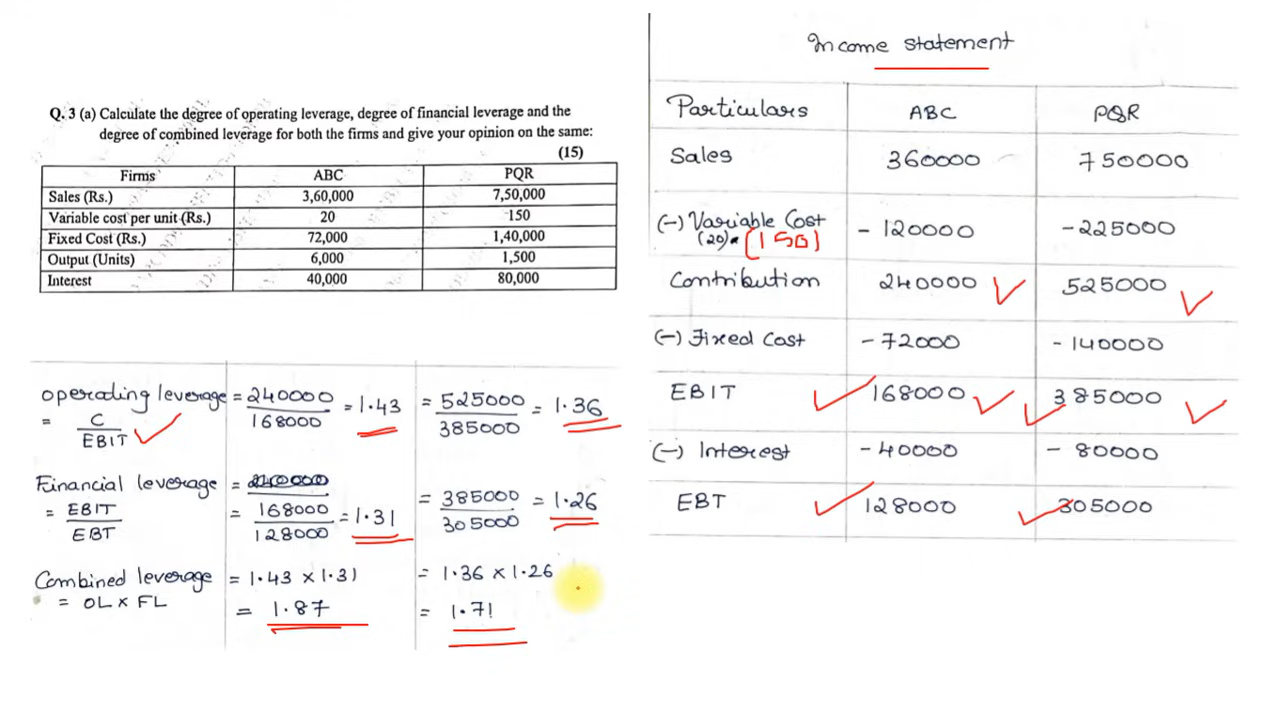 Q. 3 (a) Calculate the degree of operating leverage, degree of financial leverage and the
degree of combined leverage for both the firms and give your opinion on the same:
(15)
Firms ABC PQR
Sales (Rs.) 3,60,000 7,50,000
Variable cost per unit (Rs.) 20 150
Fixed Cost (Rs.) 72,000 1,40,000
Output (Units) 6,000 1,500
Interest 40,000 80,000
operating leverage = 240000 / 168000 = 1.43 = 525000 / 385000 = 1.36
= C / EBIT
Financial leverage = 240000
= EBIT / EBT = 168000 / 128000 = 1.31 = 385000 / 305000 = 1.26
Combined leverage = 1.43 x 1.31 = 1.36 x 1.26
= OL x FL = 1.87 = 1.71
Income statement
Particulars ABC PQR
Sales 360000 750000
(-) Variable Cost - 120000 - 225000
(20) (150)
Contribution 240000 525000
(-) Fixed Cost - 72000 - 140000
EBIT 168000 385000
(-) Interest - 40000 - 80000
EBT 128000 305000